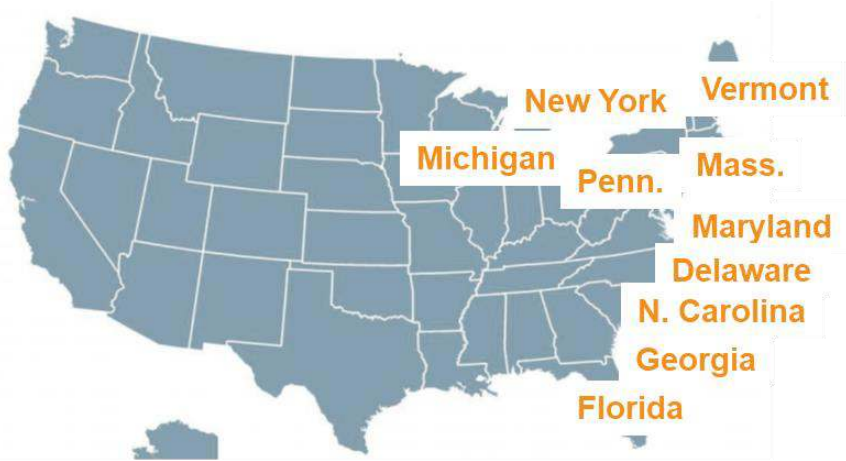 Vermont
New York
Michigan
Mass.
Penn.
Maryland
Delaware
N. Carolina
Georgia
Florida